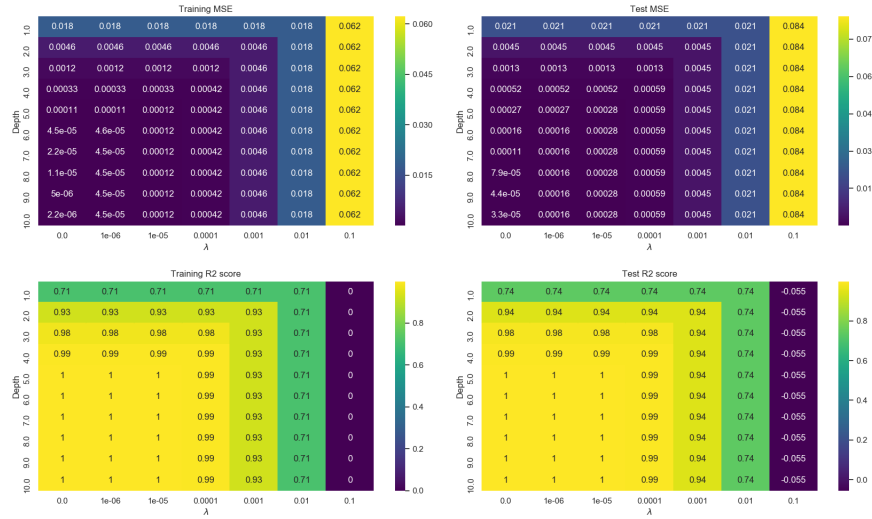 Training MSE
1.0 0.018 0.018 0.018 0.018 0.018 0.018 0.062
2.0 0.0046 0.0046 0.0046 0.0046 0.0046 0.018 0.062
3.0 0.0012 0.0012 0.0012 0.0012 0.0046 0.018 0.062
4.0 0.00033 0.00033 0.00033 0.00042 0.0046 0.018 0.062
5.0 0.00011 0.00011 0.00012 0.00042 0.0046 0.018 0.062
6.0 4.5e-05 4.6e-05 0.00012 0.00042 0.0046 0.018 0.062
7.0 2.2e-05 4.5e-05 0.00012 0.00042 0.0046 0.018 0.062
8.0 1.1e-05 4.5e-05 0.00012 0.00042 0.0046 0.018 0.062
9.0 5e-06 4.5e-05 0.00012 0.00042 0.0046 0.018 0.062
10.0 2.2e-06 4.5e-05 0.00012 0.00042 0.0046 0.018 0.062
Depth
0.0 1e-06 1e-05 0.0001 0.001 0.01 0.1
λ
0.060
0.045
0.030
0.015
Test MSE
1.0 0.021 0.021 0.021 0.021 0.021 0.021 0.084
2.0 0.0045 0.0045 0.0045 0.0045 0.0045 0.021 0.084
3.0 0.0013 0.0013 0.0013 0.0013 0.0045 0.021 0.084
4.0 0.00052 0.00052 0.00052 0.00059 0.0045 0.021 0.084
5.0 0.00027 0.00027 0.00028 0.00059 0.0045 0.021 0.084
6.0 0.00016 0.00016 0.00028 0.00059 0.0045 0.021 0.084
7.0 0.00011 0.00016 0.00028 0.00059 0.0045 0.021 0.084
8.0 7.9e-05 0.00016 0.00028 0.00059 0.0045 0.021 0.084
9.0 4.4e-05 0.00016 0.00028 0.00059 0.0045 0.021 0.084
10.0 3.3e-05 0.00016 0.00028 0.00059 0.0045 0.021 0.084
Depth
0.0 1e-06 1e-05 0.0001 0.001 0.01 0.1
λ
0.07
0.06
0.04
0.03
0.01
Training R2 score
1.0 0.71 0.71 0.71 0.71 0.71 0.71 0
2.0 0.93 0.93 0.93 0.93 0.93 0.71 0
3.0 0.98 0.98 0.98 0.98 0.93 0.71 0
4.0 0.99 0.99 0.99 0.99 0.93 0.71 0
5.0 1 1 1 0.99 0.93 0.71 0
6.0 1 1 1 0.99 0.93 0.71 0
7.0 1 1 1 0.99 0.93 0.71 0
8.0 1 1 1 0.99 0.93 0.71 0
9.0 1 1 1 0.99 0.93 0.71 0
10.0 1 1 1 0.99 0.93 0.71 0
Depth
0.0 1e-06 1e-05 0.0001 0.001 0.01 0.1
λ
0.8
0.6
0.4
0.2
0.0
Test R2 score
1.0 0.74 0.74 0.74 0.74 0.74 0.74 -0.055
2.0 0.94 0.94 0.94 0.94 0.94 0.74 -0.055
3.0 0.98 0.98 0.98 0.98 0.94 0.74 -0.055
4.0 0.99 0.99 0.99 0.99 0.94 0.74 -0.055
5.0 1 1 1 0.99 0.94 0.74 -0.055
6.0 1 1 1 0.99 0.94 0.74 -0.055
7.0 1 1 1 0.99 0.94 0.74 -0.055
8.0 1 1 1 0.99 0.94 0.74 -0.055
9.0 1 1 1 0.99 0.94 0.74 -0.055
10.0 1 1 1 0.99 0.94 0.74 -0.055
Depth
0.0 1e-06 1e-05 0.0001 0.001 0.01 0.1
λ
0.8
0.6
0.4
0.2
0.0